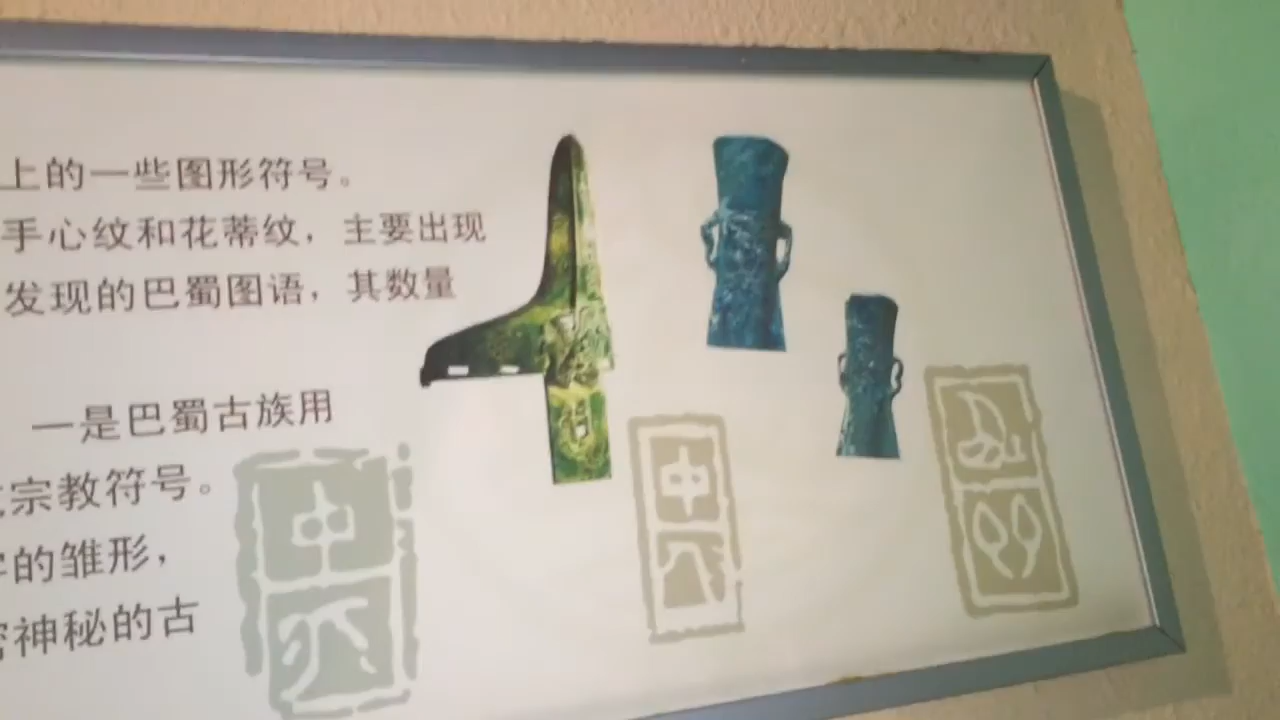 上的一些图形符号。
手心纹和花蒂纹，主要出现
发现的巴蜀图语，其数量
一是巴蜀古族用
宗教符号。
的雏形，
神秘的古